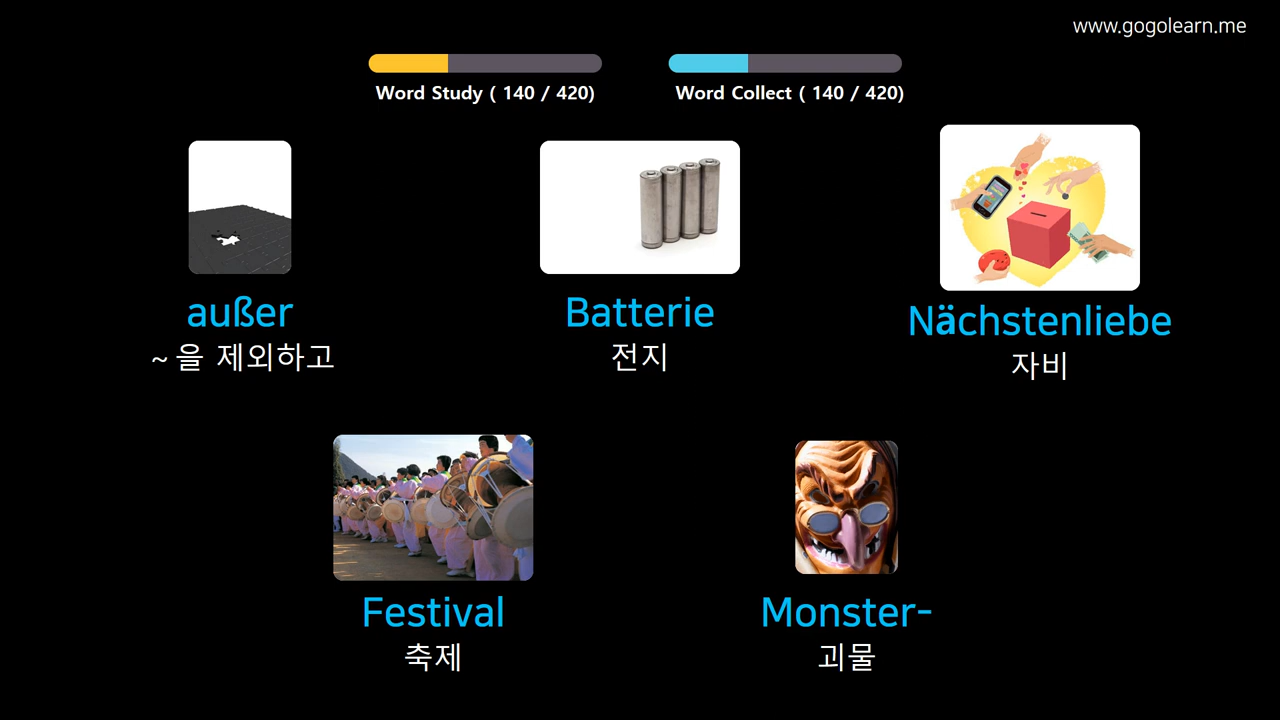 www.gogolearn.me
Word Study ( 140 / 420)
Word Collect ( 140 / 420)
außer
~ 을 제외하고
Batterie
전지
Nächstenliebe
자비
Festival
축제
Monster-
괴물